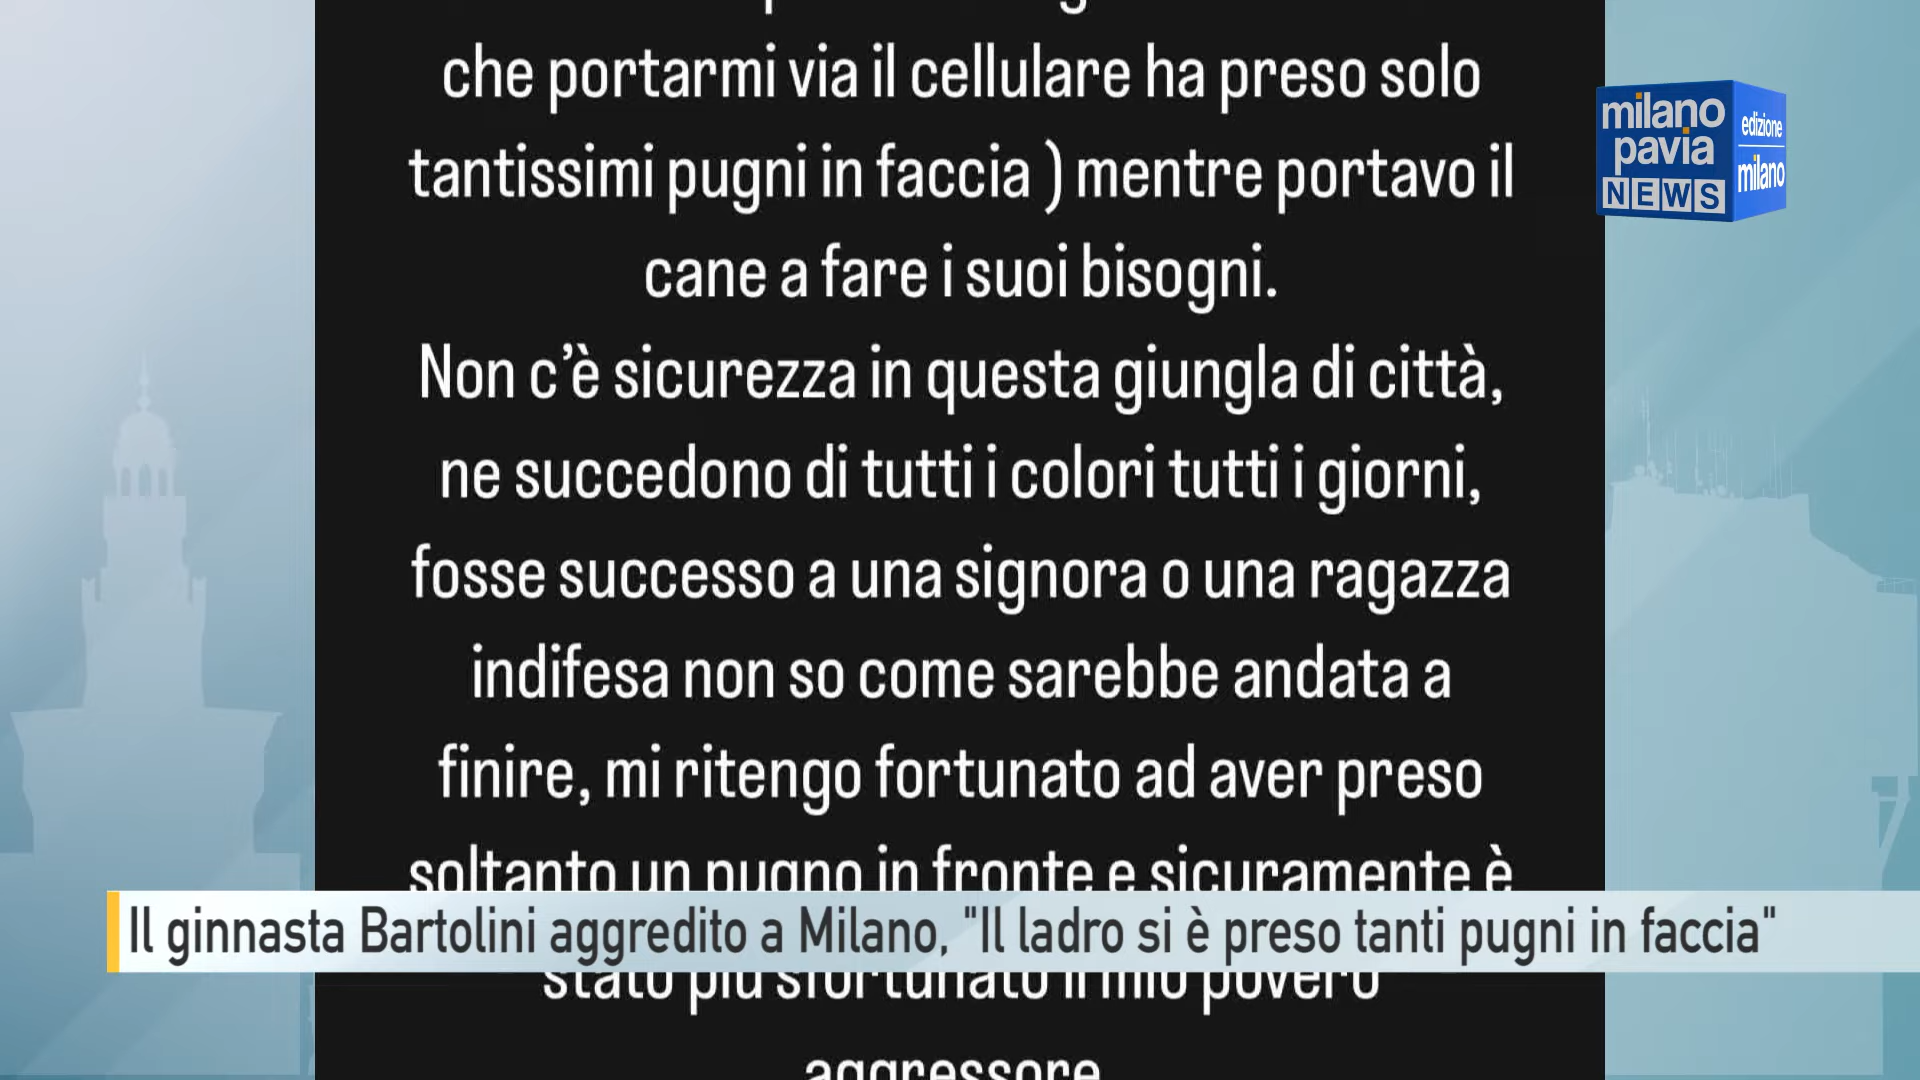 che portarmi via il cellulare ha preso solo
tantissimi pugni in faccia ) mentre portavo il
cane a fare i suoi bisogni.
Non c’è sicurezza in questa giungla di città,
ne succedono di tutti i colori tutti i giorni,
fosse successo a una signora o una ragazza
indifesa non so come sarebbe andata a
finire, mi ritengo fortunato ad aver preso
soltanto un pugno in fronte e sicuramente è
Il ginnasta Bartolini aggredito a Milano, "Il ladro si è preso tanti pugni in faccia"
stato più sfortunato il mio povero
aggressore
milano
pavia
NEWS
edizione
milano